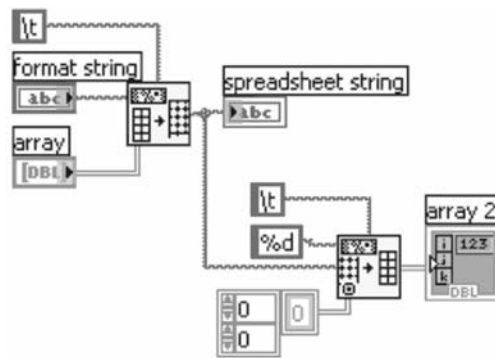 \t
format string
abc
array
[DBL]
%
spreadsheet string
abc
\t
%d
%
0
0
0
array 2
i 123
j
k
DBL